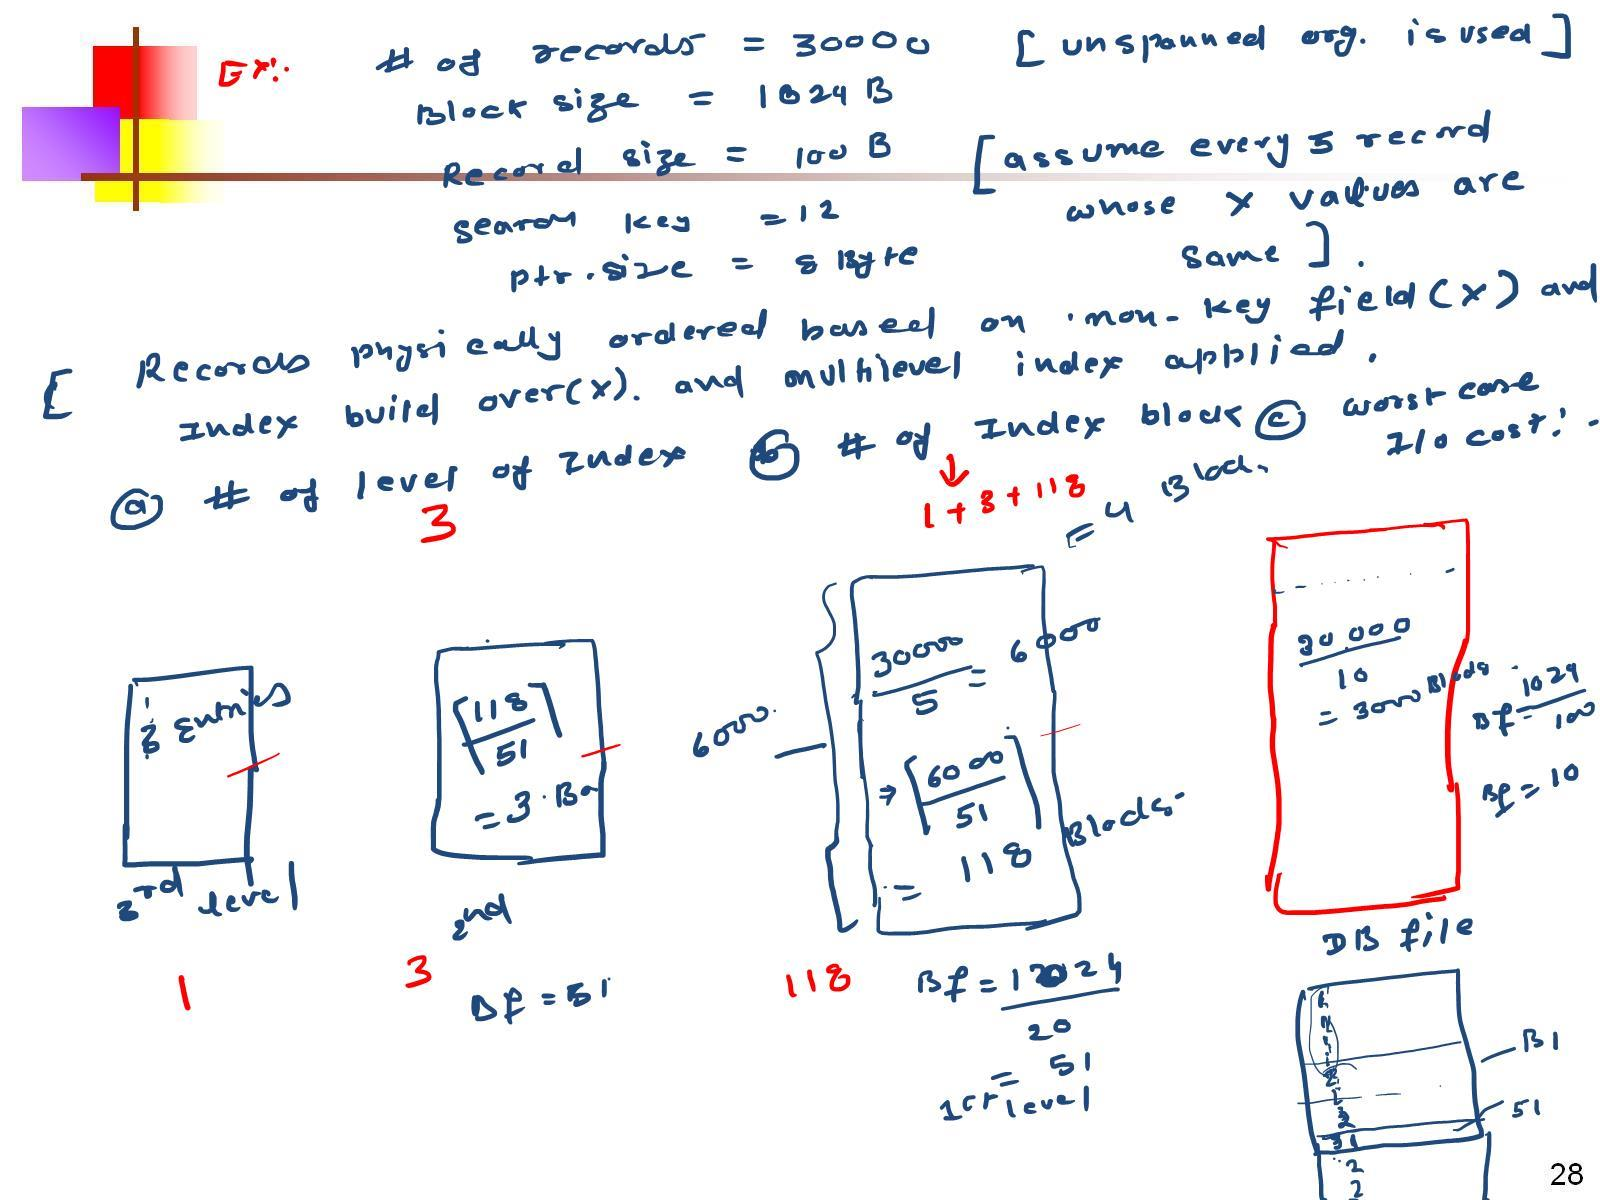 Ex:. # of records = 30000 [unspanned org. is used]
Block size = 1024 B
Record size = 100 B [assume every 5 record
whose X values are
same].
search key = 12
ptr. size = 8 Byte
[ Records physically ordered based on non-key field (X) and
Index build over(X). and multilevel index applied.
(a) # of level of Index (b) # of Index block (c) worst case
I/o cost:-
3
1 + 3 + 118
= 4 Block.
3 Entries
3rd level
1
⌈118/51⌉
= 3
2nd
3
Bf = 51
6000
30000/5 = 6000
⇒ ⌈6000/51⌉
= 118 Blocks
118
Bf = 1024/20
= 51
1st level
30,000/10
= 3000 Blocks
Bf = 1024/100
Bf = 10
DB file
B1
51
2
2
28